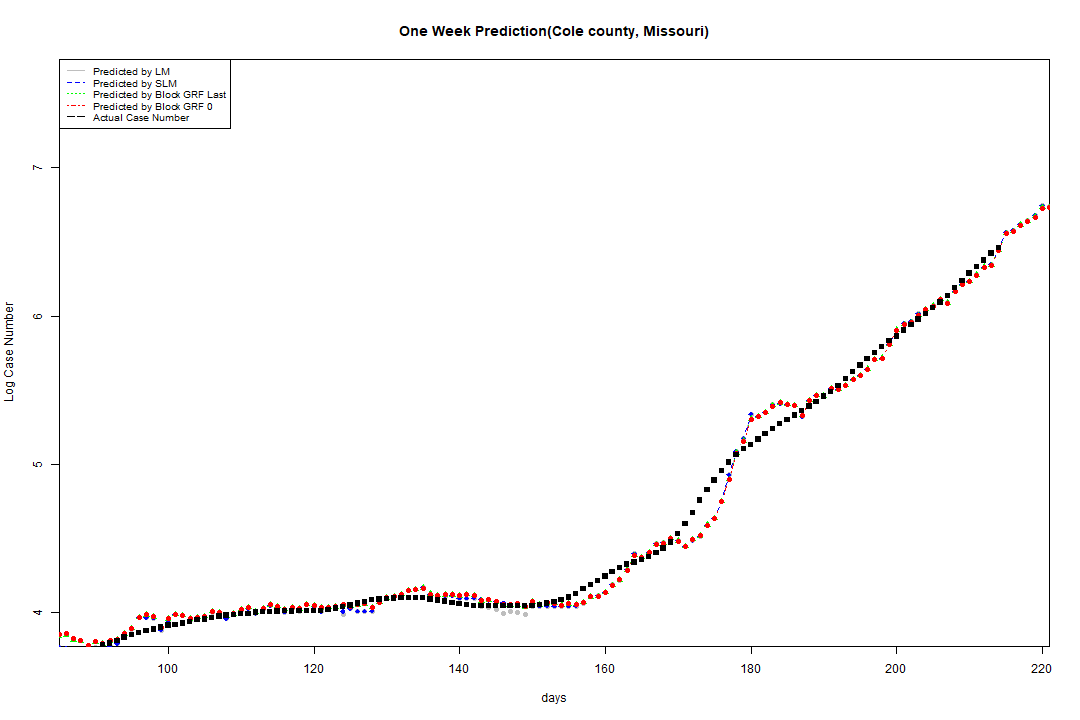 One Week Prediction(Cole county, Missouri)
Predicted by LM
Predicted by SLM
Predicted by Block GRF Last
Predicted by Block GRF 0
Actual Case Number
7
6
5
4
Log Case Number
100 120 140 160 180 200 220
days